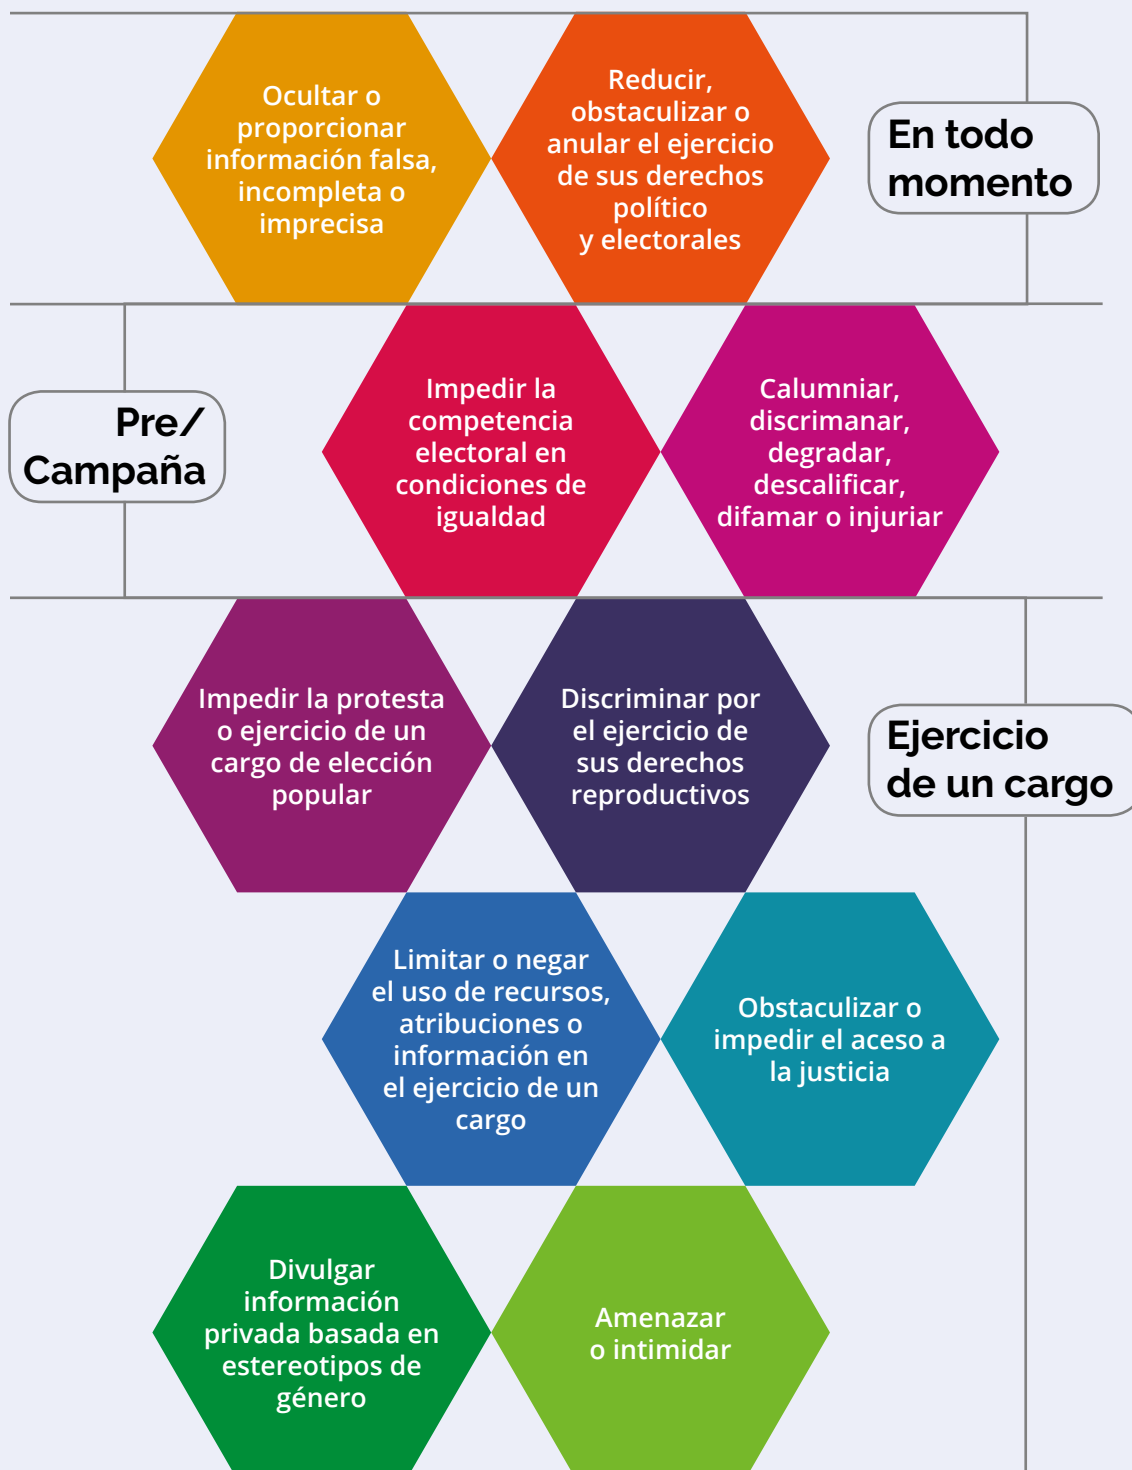 Ocultar o
proporcionar
información falsa,
incompleta o
imprecisa
Reducir,
obstaculizar o
anular el ejercicio
de sus derechos
político
y electorales
En todo
momento
Pre/
Campaña
Impedir la
competencia
electoral en
condiciones de
igualdad
Calumniar,
discrimanar,
degradar,
descalificar,
difamar o injuriar
Impedir la protesta
o ejercicio de un
cargo de elección
popular
Discriminar por
el ejercicio de
sus derechos
reproductivos
Ejercicio
de un cargo
Limitar o negar
el uso de recursos,
atribuciones o
información en
el ejercicio de un
cargo
Obstaculizar o
impedir el aceso a
la justicia
Divulgar
información
privada basada en
estereotipos de
género
Amenazar
o intimidar